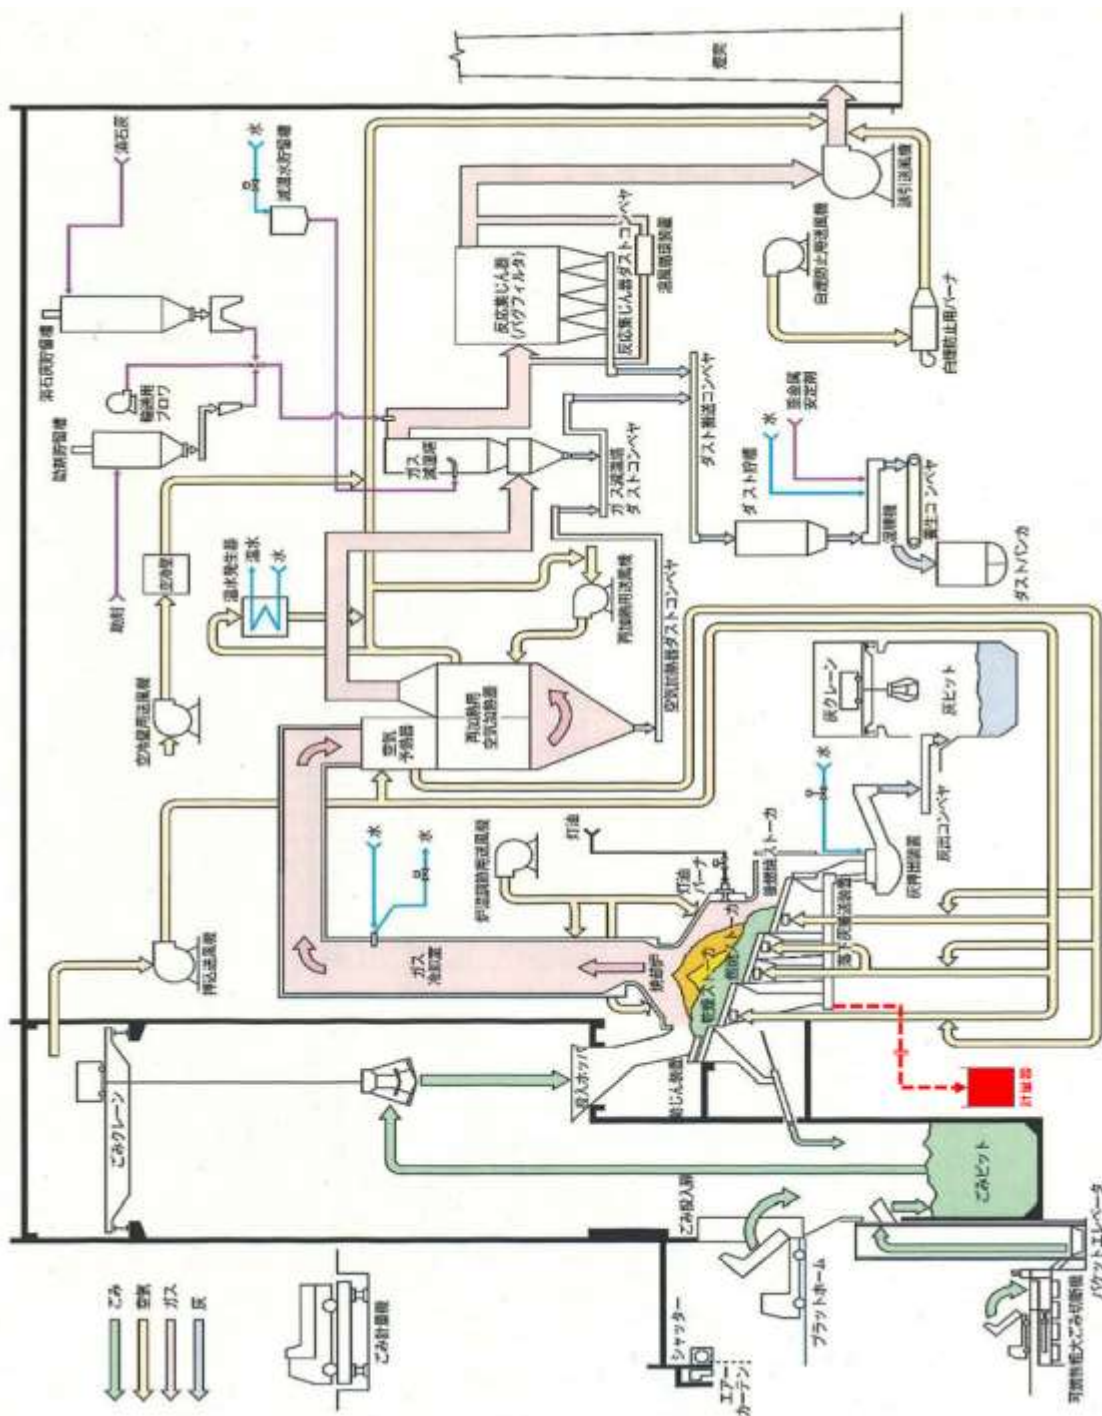 ごみ
空気
ガス
灰
ごみ計量機
シャッター
エアー
カーテン
プラットホーム
ごみ投入扉
可燃性粗大ごみ切断機
バケットエレベータ
ごみクレーン
ごみピット
投入ホッパ
給じん装置
計量器
押込送風機
空冷壁用送風機
空冷壁
ガス
冷却室
水
水
炉温調節用送風機
灯油
灯油
バーナ
焼却炉
乾燥ストーカ
燃焼ストーカ
後燃焼ストーカ
落下灰搬送装置
灰押出装置
水
灰出コンベヤ
灰クレーン
灰ピット
空気
予熱器
再加熱用
空気加熱器
温水発生器
温水
水
再加熱用送風機
空気加熱器ダストコンベヤ
助剤
助剤貯留槽
消石灰貯留槽
消石灰
輸送用
ブロワ
水
減温水貯留槽
ガス
減温塔
ガス減温塔
ダストコンベヤ
反応集じん器
(バグフィルタ)
反応集じん器ダストコンベヤ
温風循環装置
ダスト搬送コンベヤ
ダスト貯槽
水
重金属
安定剤
混練機
養生コンベヤ
ダストバンカ
白煙防止用送風機
白煙防止用バーナ
誘引送風機
煙突